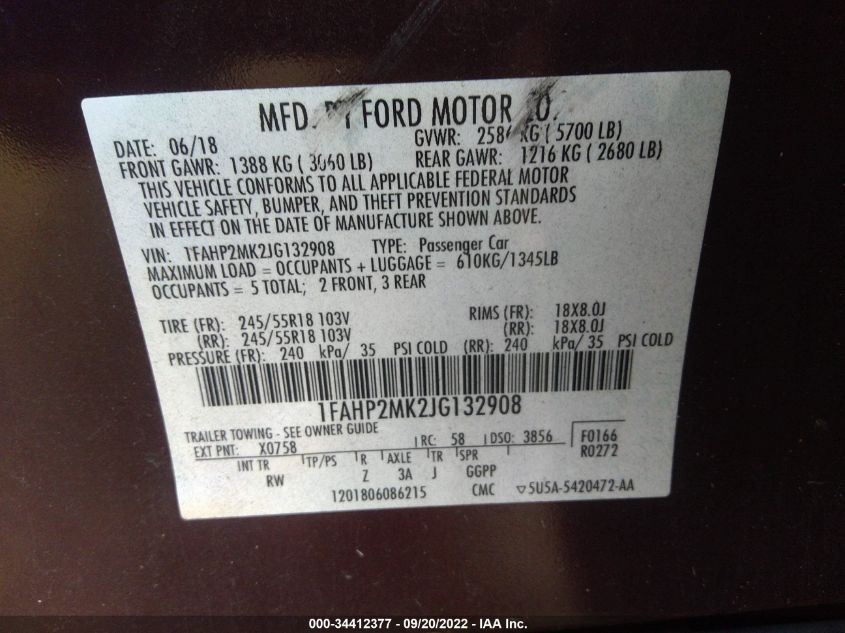 MFD. BY FORD MOTOR CO.
DATE: 06/18 GVWR: 2586 KG ( 5700 LB)
FRONT GAWR: 1388 KG ( 3060 LB) REAR GAWR: 1216 KG ( 2680 LB)
THIS VEHICLE CONFORMS TO ALL APPLICABLE FEDERAL MOTOR
VEHICLE SAFETY, BUMPER, AND THEFT PREVENTION STANDARDS
IN EFFECT ON THE DATE OF MANUFACTURE SHOWN ABOVE.
VIN: 1FAHP2MK2JG132908 TYPE: Passenger Car
MAXIMUM LOAD = OCCUPANTS + LUGGAGE = 610KG/1345LB
OCCUPANTS = 5 TOTAL; 2 FRONT, 3 REAR
TIRE (FR): 245/55R18 103V RIMS (FR): 18X8.0J
(RR): 245/55R18 103V (RR): 18X8.0J
PRESSURE (FR): 240 kPa/ 35 PSI COLD (RR): 240 kPa/ 35 PSI COLD
1FAHP2MK2JG132908
TRAILER TOWING - SEE OWNER GUIDE
EXT PNT: X0758 RC: 58 DSO: 3856 F0166
R0272
INT TR TP/PS R AXLE TR SPR
RW Z 3A J GGPP
1201806086215 CMC ▽5U5A-5420472-AA
000-34412377 - 09/20/2022 - IAA Inc.